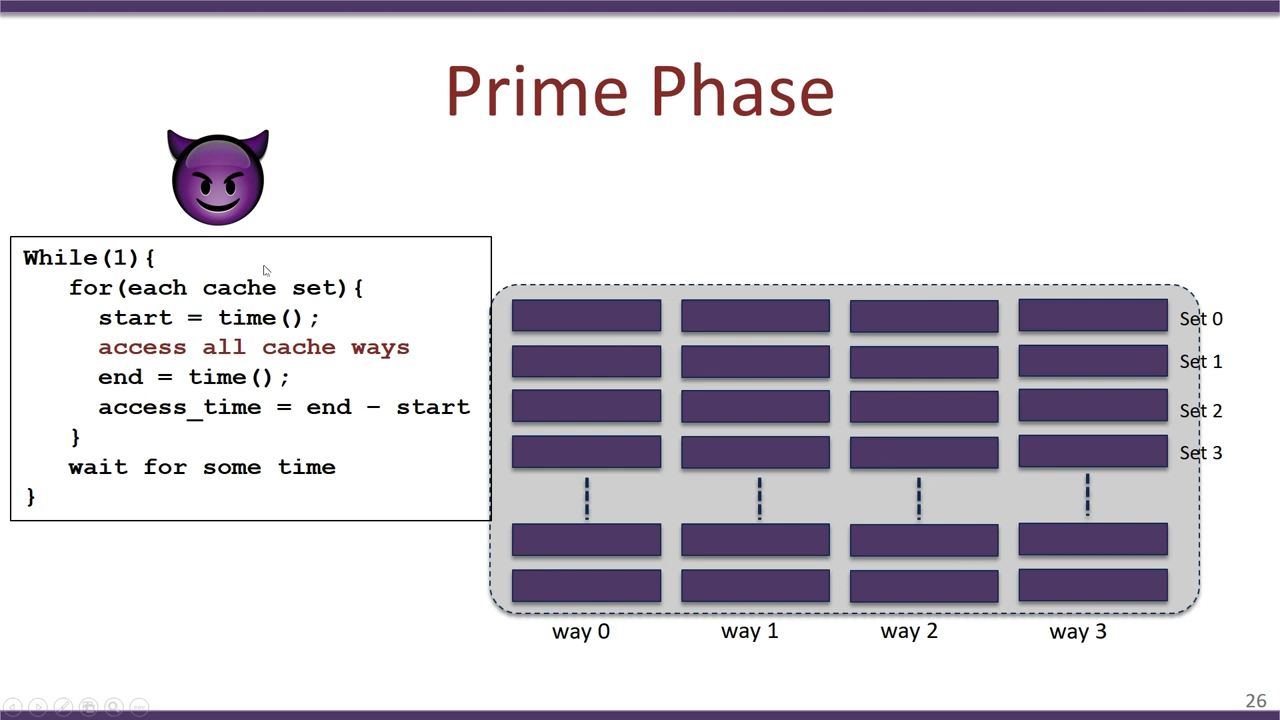 Prime Phase
While(1){
for(each cache set){
start = time();
access all cache ways
end = time();
access_time = end – start
}
wait for some time
}
Set 0
Set 1
Set 2
Set 3
way 0
way 1
way 2
way 3
26